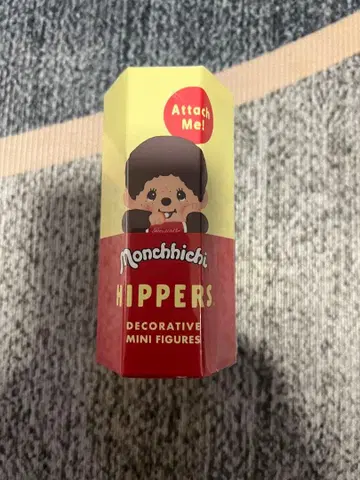 Attach
Me!
Monchhichi
HIPPERS
DECORATIVE
MINI FIGURES